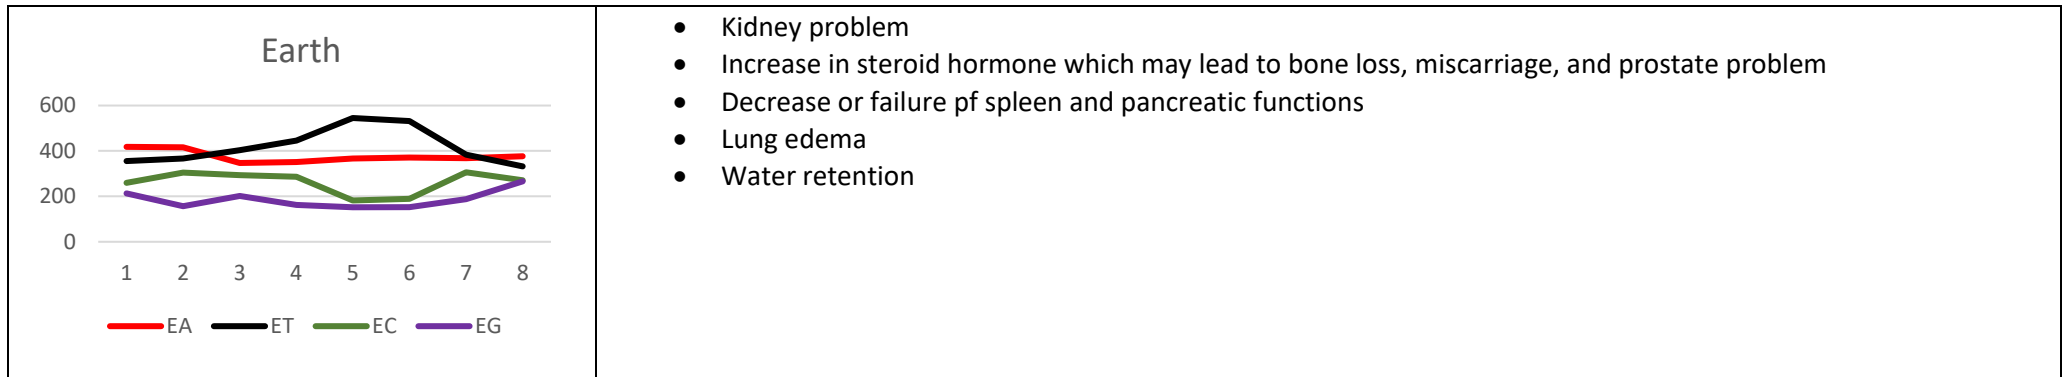 Earth
600
400
200
0
1 2 3 4 5 6 7 8
EA ET EC EG
• Kidney problem
• Increase in steroid hormone which may lead to bone loss, miscarriage, and prostate problem
• Decrease or failure pf spleen and pancreatic functions
• Lung edema
• Water retention